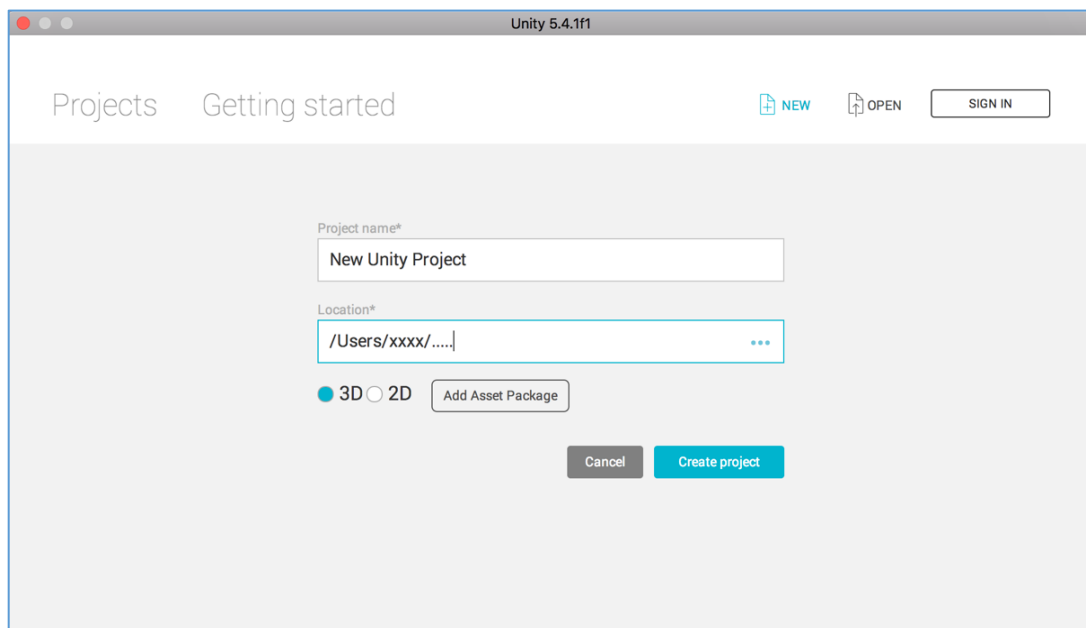 Unity 5.4.1f1
Projects Getting started NEW OPEN SIGN IN
Project name*
New Unity Project
Location*
/Users/xxxx/.....
3D 2D Add Asset Package
Cancel Create project